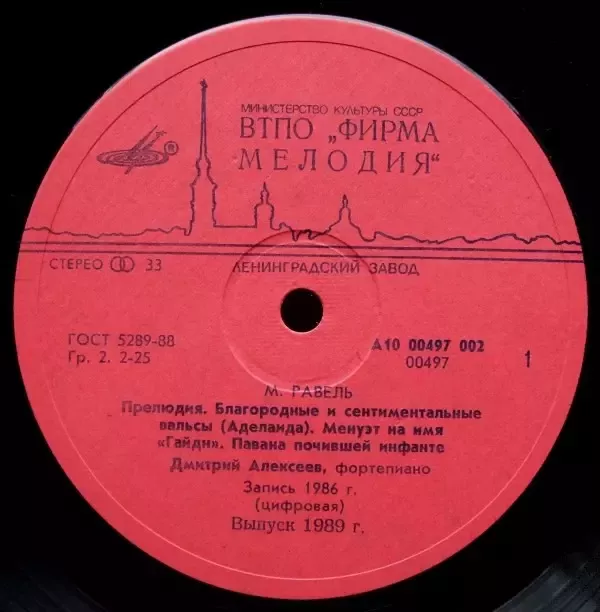 МИНИСТЕРСТВО КУЛЬТУРЫ СССР
ВТПО „ФИРМА
МЕЛОДИЯ“
®
СТЕРЕО 33
ЛЕНИНГРАДСКИЙ ЗАВОД
ГОСТ 5289-88
Гр. 2. 2-25
А10 00497 002
00497
1
М. РАВЕЛЬ
Прелюдия. Благородные и сентиментальные
вальсы (Аделаида). Менуэт на имя
«Гайдн». Павана почившей инфанте
Дмитрий Алексеев, фортепиано
Запись 1986 г.
(цифровая)
Выпуск 1989 г.